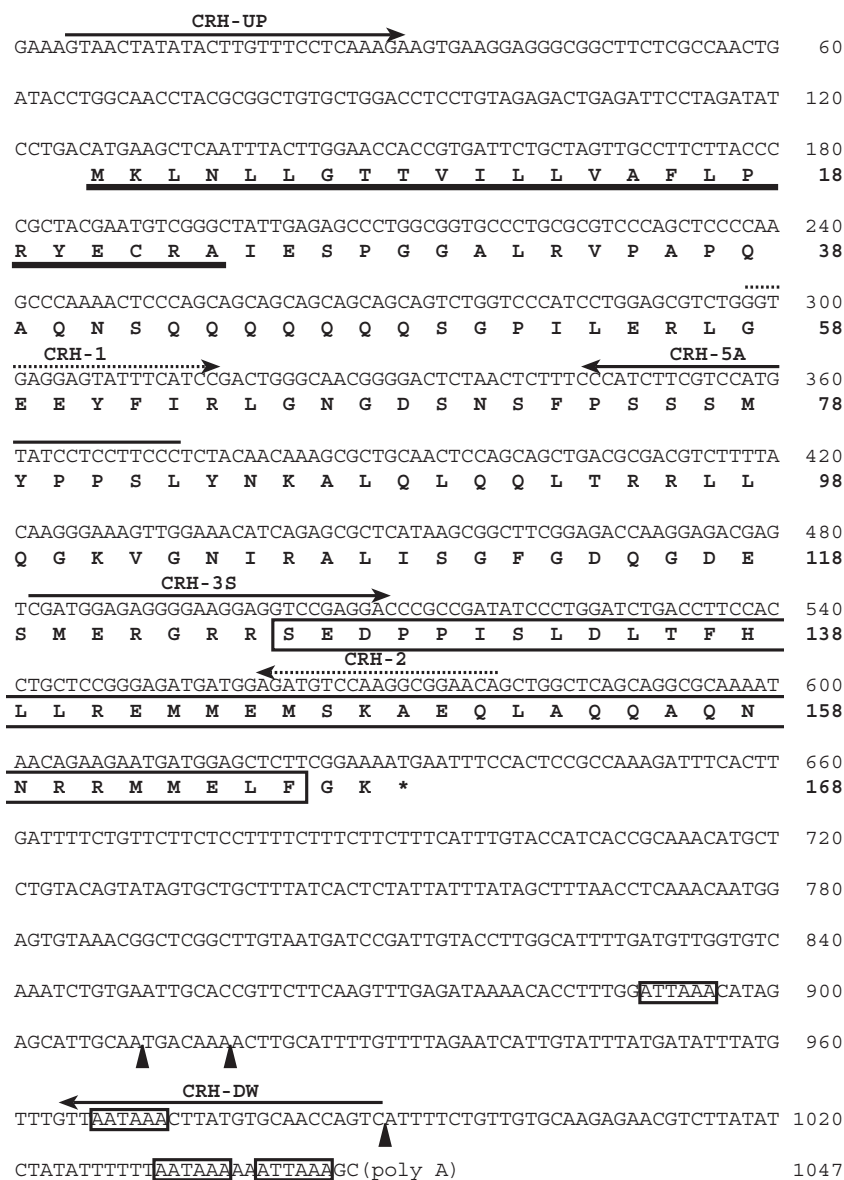 CRH-UP
GAAAGTAACTATATACTTGTTTCCTCAAAGAAGTGAAGGAGGGCGGCTTCTCGCCAACTG 60
ATACCTGGCAACCTACGCGGCTGTGCTGGACCTCCTGTAGAGACTGAGATTCCTAGATAT 120
CCTGACATGAAGCTCAATTTACTTGGAACCACCGTGATTCTGCTAGTTGCCTTCTTACCC 180
M K L N L L G T T V I L L V A F L P 18
CGCTACGAATGTCGGGCTATTGAGAGCCCTGGCGGTGCCCTGCGCGTCCCAGCTCCCCAA 240
R Y E C R A I E S P G G A L R V P A P Q 38
GCCCAAAACTCCCAGCAGCAGCAGCAGCAGCAGTCTGGTCCCATCCTGGAGCGTCTGGGT 300
A Q N S Q Q Q Q Q Q S G P I L E R L G 58
CRH-1 CRH-5A
GAGGAGTATTTCATCCGACTGGGCAACGGGGACTCTAACTCTTTCCCATCTTCGTCCATG 360
E E Y F I R L G N G D S N S F P S S S M 78
TATCCTCCTTCCCTCTACAACAAAGCGCTGCAACTCCAGCAGCTGACGCGACGTCTTTTA 420
Y P P S L Y N K A L Q L Q Q L T R R L L 98
CAAGGGAAAGTTGGAAACATCAGAGCGCTCATAAGCGGCTTCGGAGACCAAGGAGACGAG 480
Q G K V G N I R A L I S G F G D Q G D E 118
CRH-3S
TCGATGGAGAGGGGAAGGAGGTCCGAGGACCCGCCGATATCCCTGGATCTGACCTTCCAC 540
S M E R G R R S E D P P I S L D L T F H 138
CRH-2
CTGCTCCGGGAGATGATGGAGATGTCCAAGGCGGAACAGCTGGCTCAGCAGGCGCAAAAT 600
L L R E M M E M S K A E Q L A Q Q A Q N 158
AACAGAAGAATGATGGAGCTCTTCGGAAAATGAATTTCCACTCCGCCAAAGATTTCACTT 660
N R R M M E L F G K * 168
GATTTTCTGTTCTTCTCCTTTTCTTTCTTCTTTCATTTGTACCATCACCGCAAACATGCT 720
CTGTACAGTATAGTGCTGCTTTATCACTCTATTATTTATAGCTTTAACCTCAAACAATGG 780
AGTGTAAACGGCTCGGCTTGTAATGATCCGATTGTACCTTGGCATTTTGATGTTGGTGTC 840
AAATCTGTGAATTGCACCGTTCTTCAAGTTTGAGATAAAACACCTTTGGATTAAACATAG 900
AGCATTGCAATGACAAAACTTGCATTTTGTTTTAGAATCATTGTATTTATGATATTTATG 960
CRH-DW
TTTGTTAATAAACTTATGTGCAACCAGTCATTTTCTGTTGTGCAAGAGAACGTCTTATAT 1020
CTATATTTTTTAATAAAAAATTAAAGC(poly A) 1047